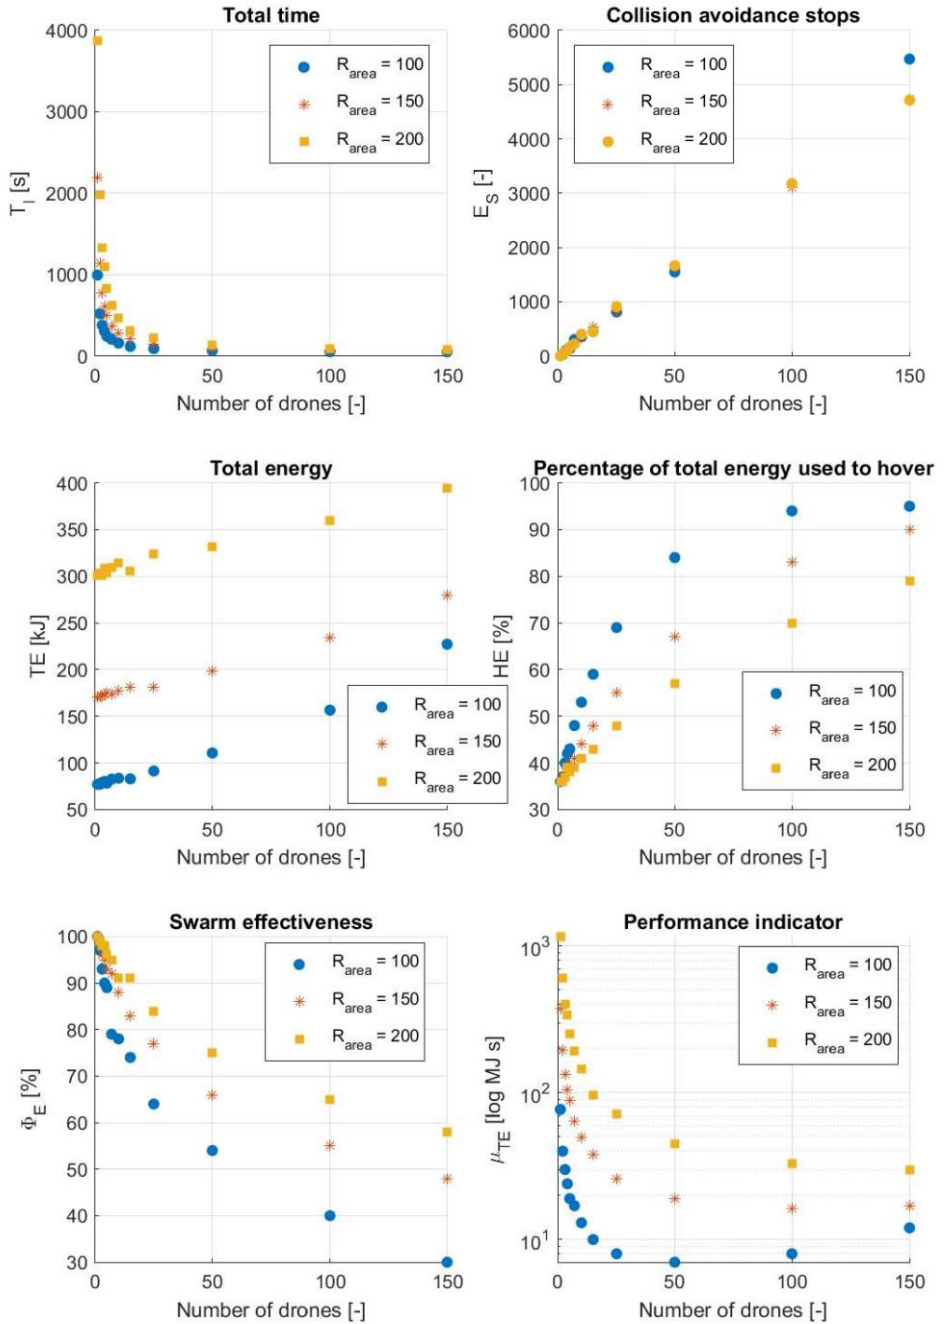 Total time
4000
3000
2000
1000
0
T_I [s]
R_area = 100
R_area = 150
R_area = 200
0 50 100 150
Number of drones [-]
Collision avoidance stops
6000
5000
4000
3000
2000
1000
0
E_S [-]
R_area = 100
R_area = 150
R_area = 200
0 50 100 150
Number of drones [-]
Total energy
400
350
300
250
200
150
100
50
TE [kJ]
R_area = 100
R_area = 150
R_area = 200
0 50 100 150
Number of drones [-]
Percentage of total energy used to hover
100
90
80
70
60
50
40
30
HE [%]
R_area = 100
R_area = 150
R_area = 200
0 50 100 150
Number of drones [-]
Swarm effectiveness
100
90
80
70
60
50
40
30
Φ_E [%]
R_area = 100
R_area = 150
R_area = 200
0 50 100 150
Number of drones [-]
Performance indicator
10^3
10^2
10^1
μ_TE [log MJ s]
R_area = 100
R_area = 150
R_area = 200
0 50 100 150
Number of drones [-]